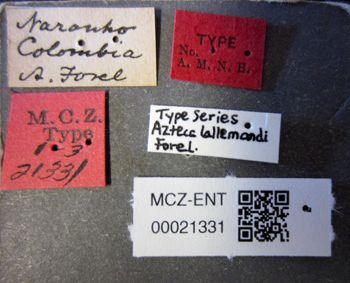 Naranho
Colombia
A. Forel
TYPE
No.
A. M. N. H.
M. C. Z.
Type
1-3
21331
Type Series
Azteca lallemandi
Forel.
MCZ-ENT
00021331